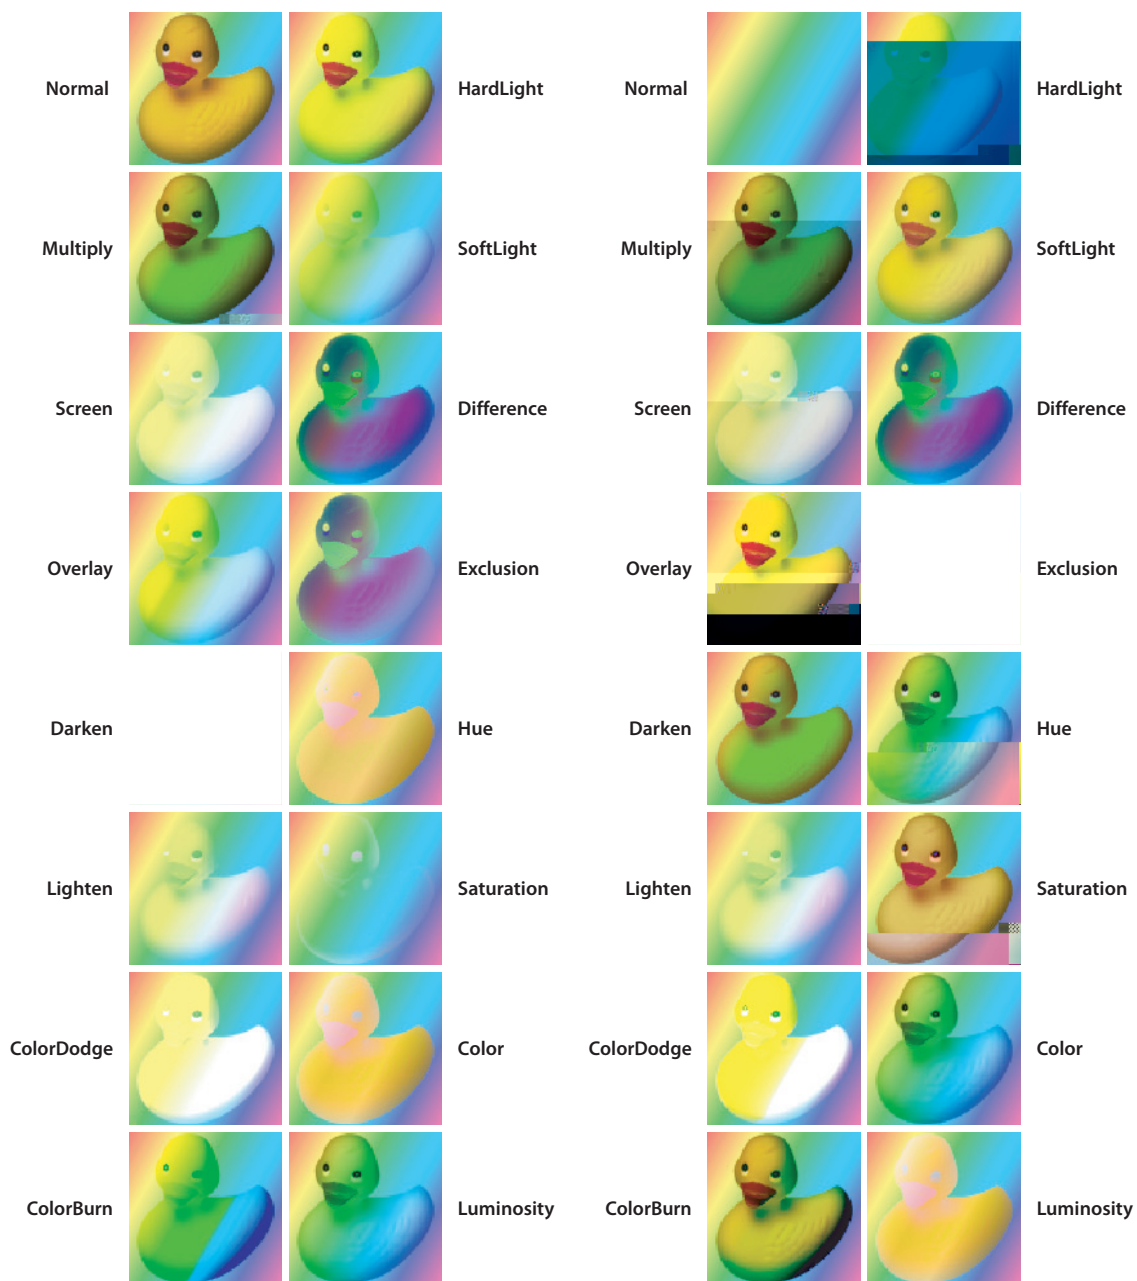 Normal HardLight Normal HardLight
Multiply SoftLight Multiply SoftLight
Screen Difference Screen Difference
Overlay Exclusion Overlay Exclusion
Darken Hue Darken Hue
Lighten Saturation Lighten Saturation
ColorDodge Color ColorDodge Color
ColorBurn Luminosity ColorBurn Luminosity